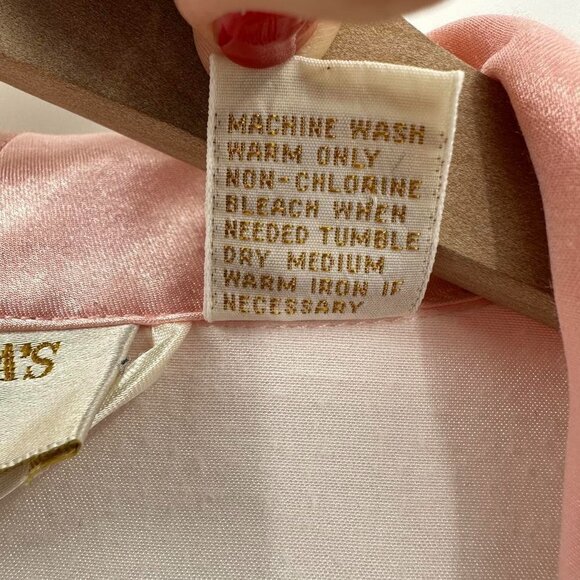 MACHINE WASH
WARM ONLY
NON-CHLORINE
BLEACH WHEN
NEEDED TUMBLE
DRY MEDIUM
WARM IRON IF
NECESSARY
A'S